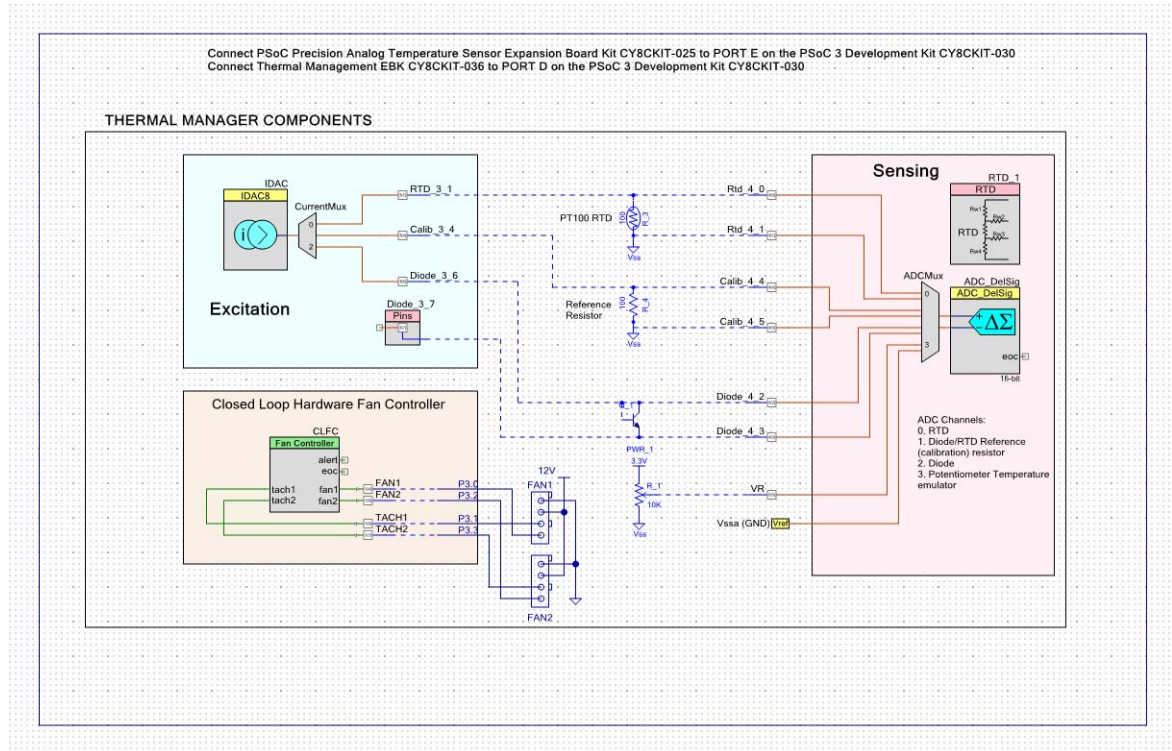 Connect PSoC Precision Analog Temperature Sensor Expansion Board Kit CY8CKIT-025 to PORT E on the PSoC 3 Development Kit CY8CKIT-030
Connect Thermal Management EBK CY8CKIT-036 to PORT D on the PSoC 3 Development Kit CY8CKIT-030
THERMAL MANAGER COMPONENTS
IDAC
IDAC8
i
CurrentMux
0
2
RTD_3_1
Calib_3_4
Diode_3_6
Diode_3_7
Pins
Excitation
PT100 RTD
100
R_3
Vss
Reference
Resistor
100
R_4
Vss
PWR_1
3.3V
R_1
10K
Vss
Rtd_4_0
Rtd_4_1
Calib_4_4
Calib_4_5
Diode_4_2
Diode_4_3
VR
Vssa (GND)
Vref
Sensing
RTD_1
RTD
Rw1
Rw2
RTD
Rw3
Rw4
ADCMux
0
3
ADC_DelSig
ADC_DelSig
+
-
ΔΣ
eoc
16-bit
ADC Channels:
0. RTD
1. Diode/RTD Reference
(calibration) resistor
2. Diode
3. Potentiometer Temperature
emulator
Closed Loop Hardware Fan Controller
CLFC
Fan Controller
alert
eoc
tach1
tach2
fan1
fan2
FAN1
FAN2
TACH1
TACH2
P3.0
P3.2
P3.1
P3.3
12V
FAN1
FAN2